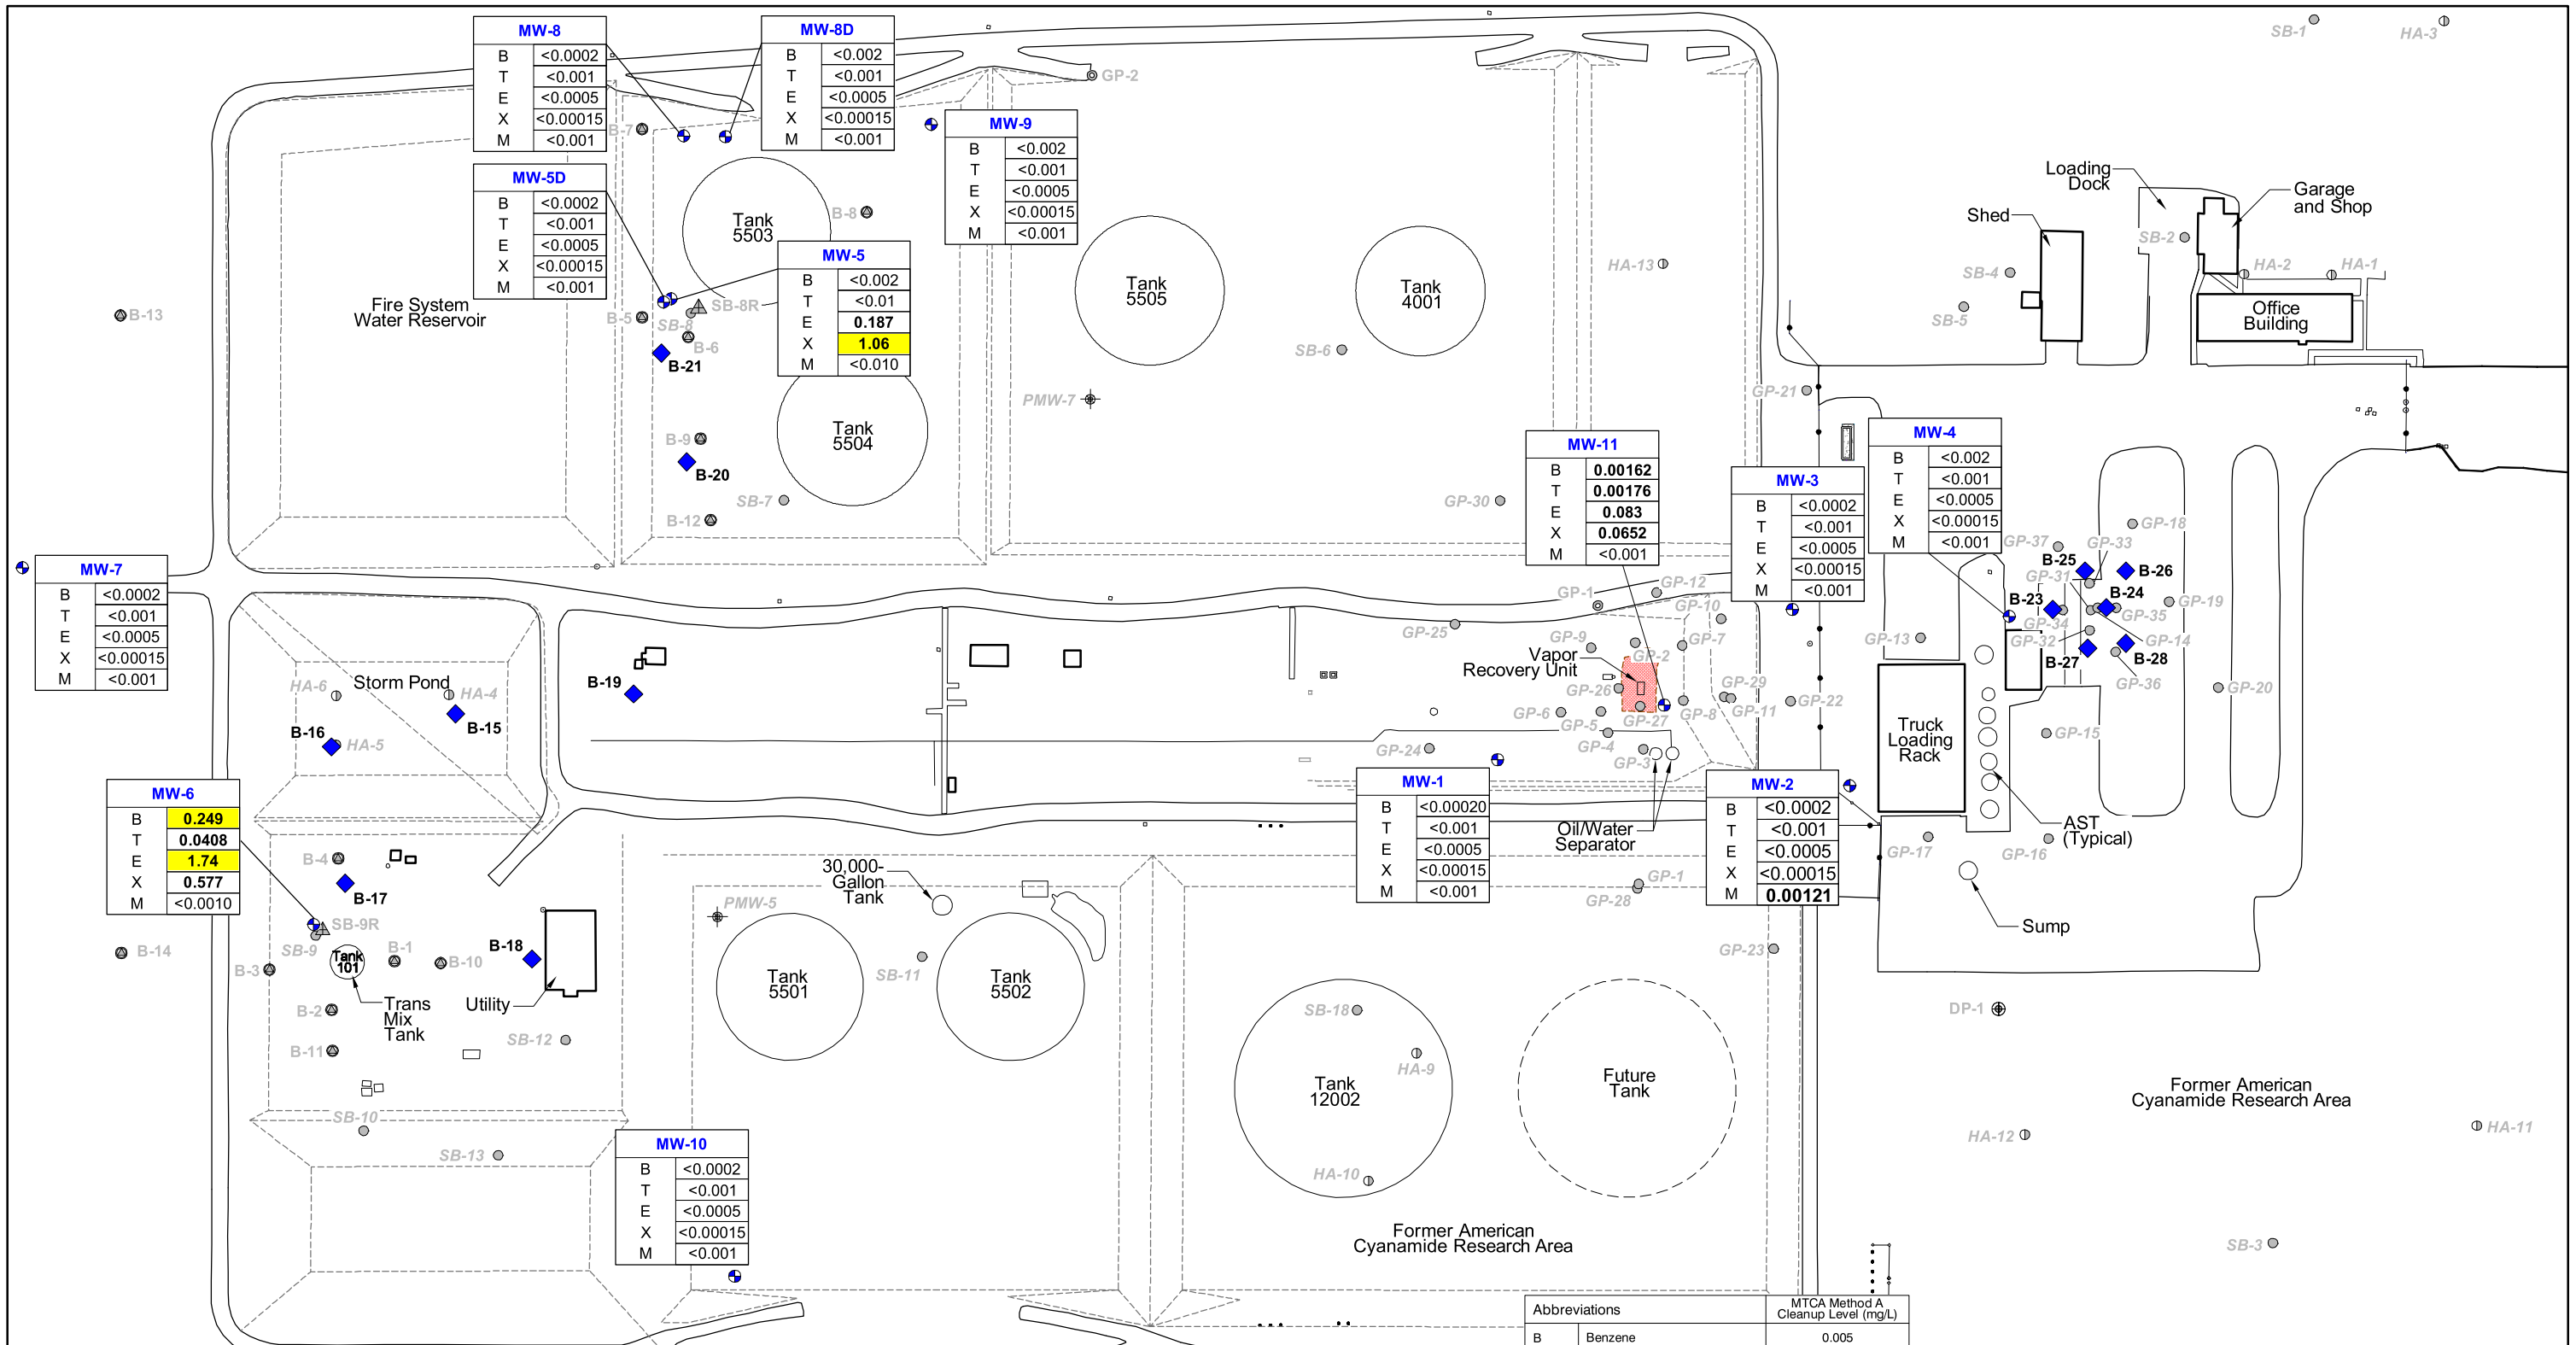 MW-8
B <0.0002
T <0.001
E <0.0005
X <0.00015
M <0.001
MW-8D
B <0.002
T <0.001
E <0.0005
X <0.00015
M <0.001
SB-1
HA-3
GP-2
MW-9
B <0.002
T <0.001
E <0.0005
X <0.00015
M <0.001
B-7
MW-5D
B <0.0002
T <0.001
E <0.0005
X <0.00015
M <0.001
Tank
5503
B-8
MW-5
B <0.002
T <0.01
E 0.187
X 1.06
M <0.010
Loading
Dock
Garage
and Shop
Shed
SB-2
SB-4
HA-2
HA-1
SB-5
Office
Building
HA-13
Tank
5505
Tank
4001
Fire System
Water Reservoir
B-13
B-5
SB-8
SB-8R
B-6
B-21
SB-6
GP-21
PMW-7
Tank
5504
B-9
B-20
SB-7
B-12
GP-30
MW-11
B 0.00162
T 0.00176
E 0.083
X 0.0652
M <0.001
MW-3
B <0.0002
T <0.001
E <0.0005
X <0.00015
M <0.001
MW-4
B <0.002
T <0.001
E <0.0005
X <0.00015
M <0.001
GP-18
GP-37
GP-33
B-25
B-26
GP-31
B-23
B-24
GP-19
GP-35
GP-34
GP-32
GP-14
B-27
B-28
GP-36
GP-20
GP-13
GP-15
MW-7
B <0.0002
T <0.001
E <0.0005
X <0.00015
M <0.001
GP-1
GP-12
GP-10
GP-25
GP-9
GP-7
GP-2
Vapor
Recovery Unit
GP-26
GP-29
GP-6
GP-5
GP-27
GP-8
GP-11
GP-22
GP-4
GP-24
GP-3
HA-6
Storm Pond
HA-4
B-19
B-15
B-16
HA-5
Truck
Loading
Rack
MW-6
B 0.249
T 0.0408
E 1.74
X 0.577
M <0.0010
MW-1
B <0.00020
T <0.001
E <0.0005
X <0.00015
M <0.001
Oil/Water
Separator
MW-2
B <0.0002
T <0.001
E <0.0005
X <0.00015
M 0.00121
AST
(Typical)
GP-17
GP-16
Sump
B-4
B-17
30,000-
Gallon
Tank
GP-1
GP-28
PMW-5
SB-9R
SB-9
B-14
B-3
Tank
101
B-1
B-10
B-18
GP-23
SB-11
Tank
5501
Tank
5502
Trans
Mix
Tank
Utility
B-2
B-11
SB-12
SB-18
DP-1
HA-9
Tank
12002
Future
Tank
Former American
Cyanamide Research Area
HA-12
HA-11
SB-10
SB-13
MW-10
B <0.0002
T <0.001
E <0.0005
X <0.00015
M <0.001
HA-10
Former American
Cyanamide Research Area
SB-3
Abbreviations
MTCA Method A
Cleanup Level (mg/L)
B Benzene 0.005